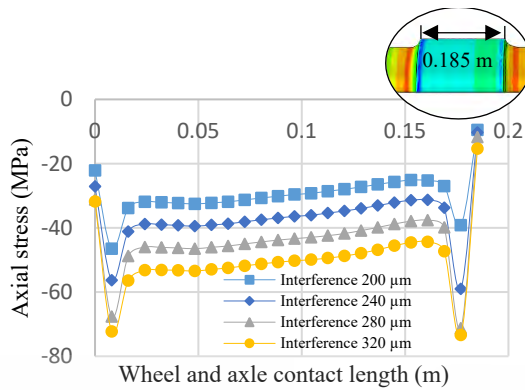 0.185 m
0
0
0.05
0.1
0.15
0.2
-20
-40
-60
-80
Axial stress (MPa)
Interference 200 µm
Interference 240 µm
Interference 280 µm
Interference 320 µm
Wheel and axle contact length (m)